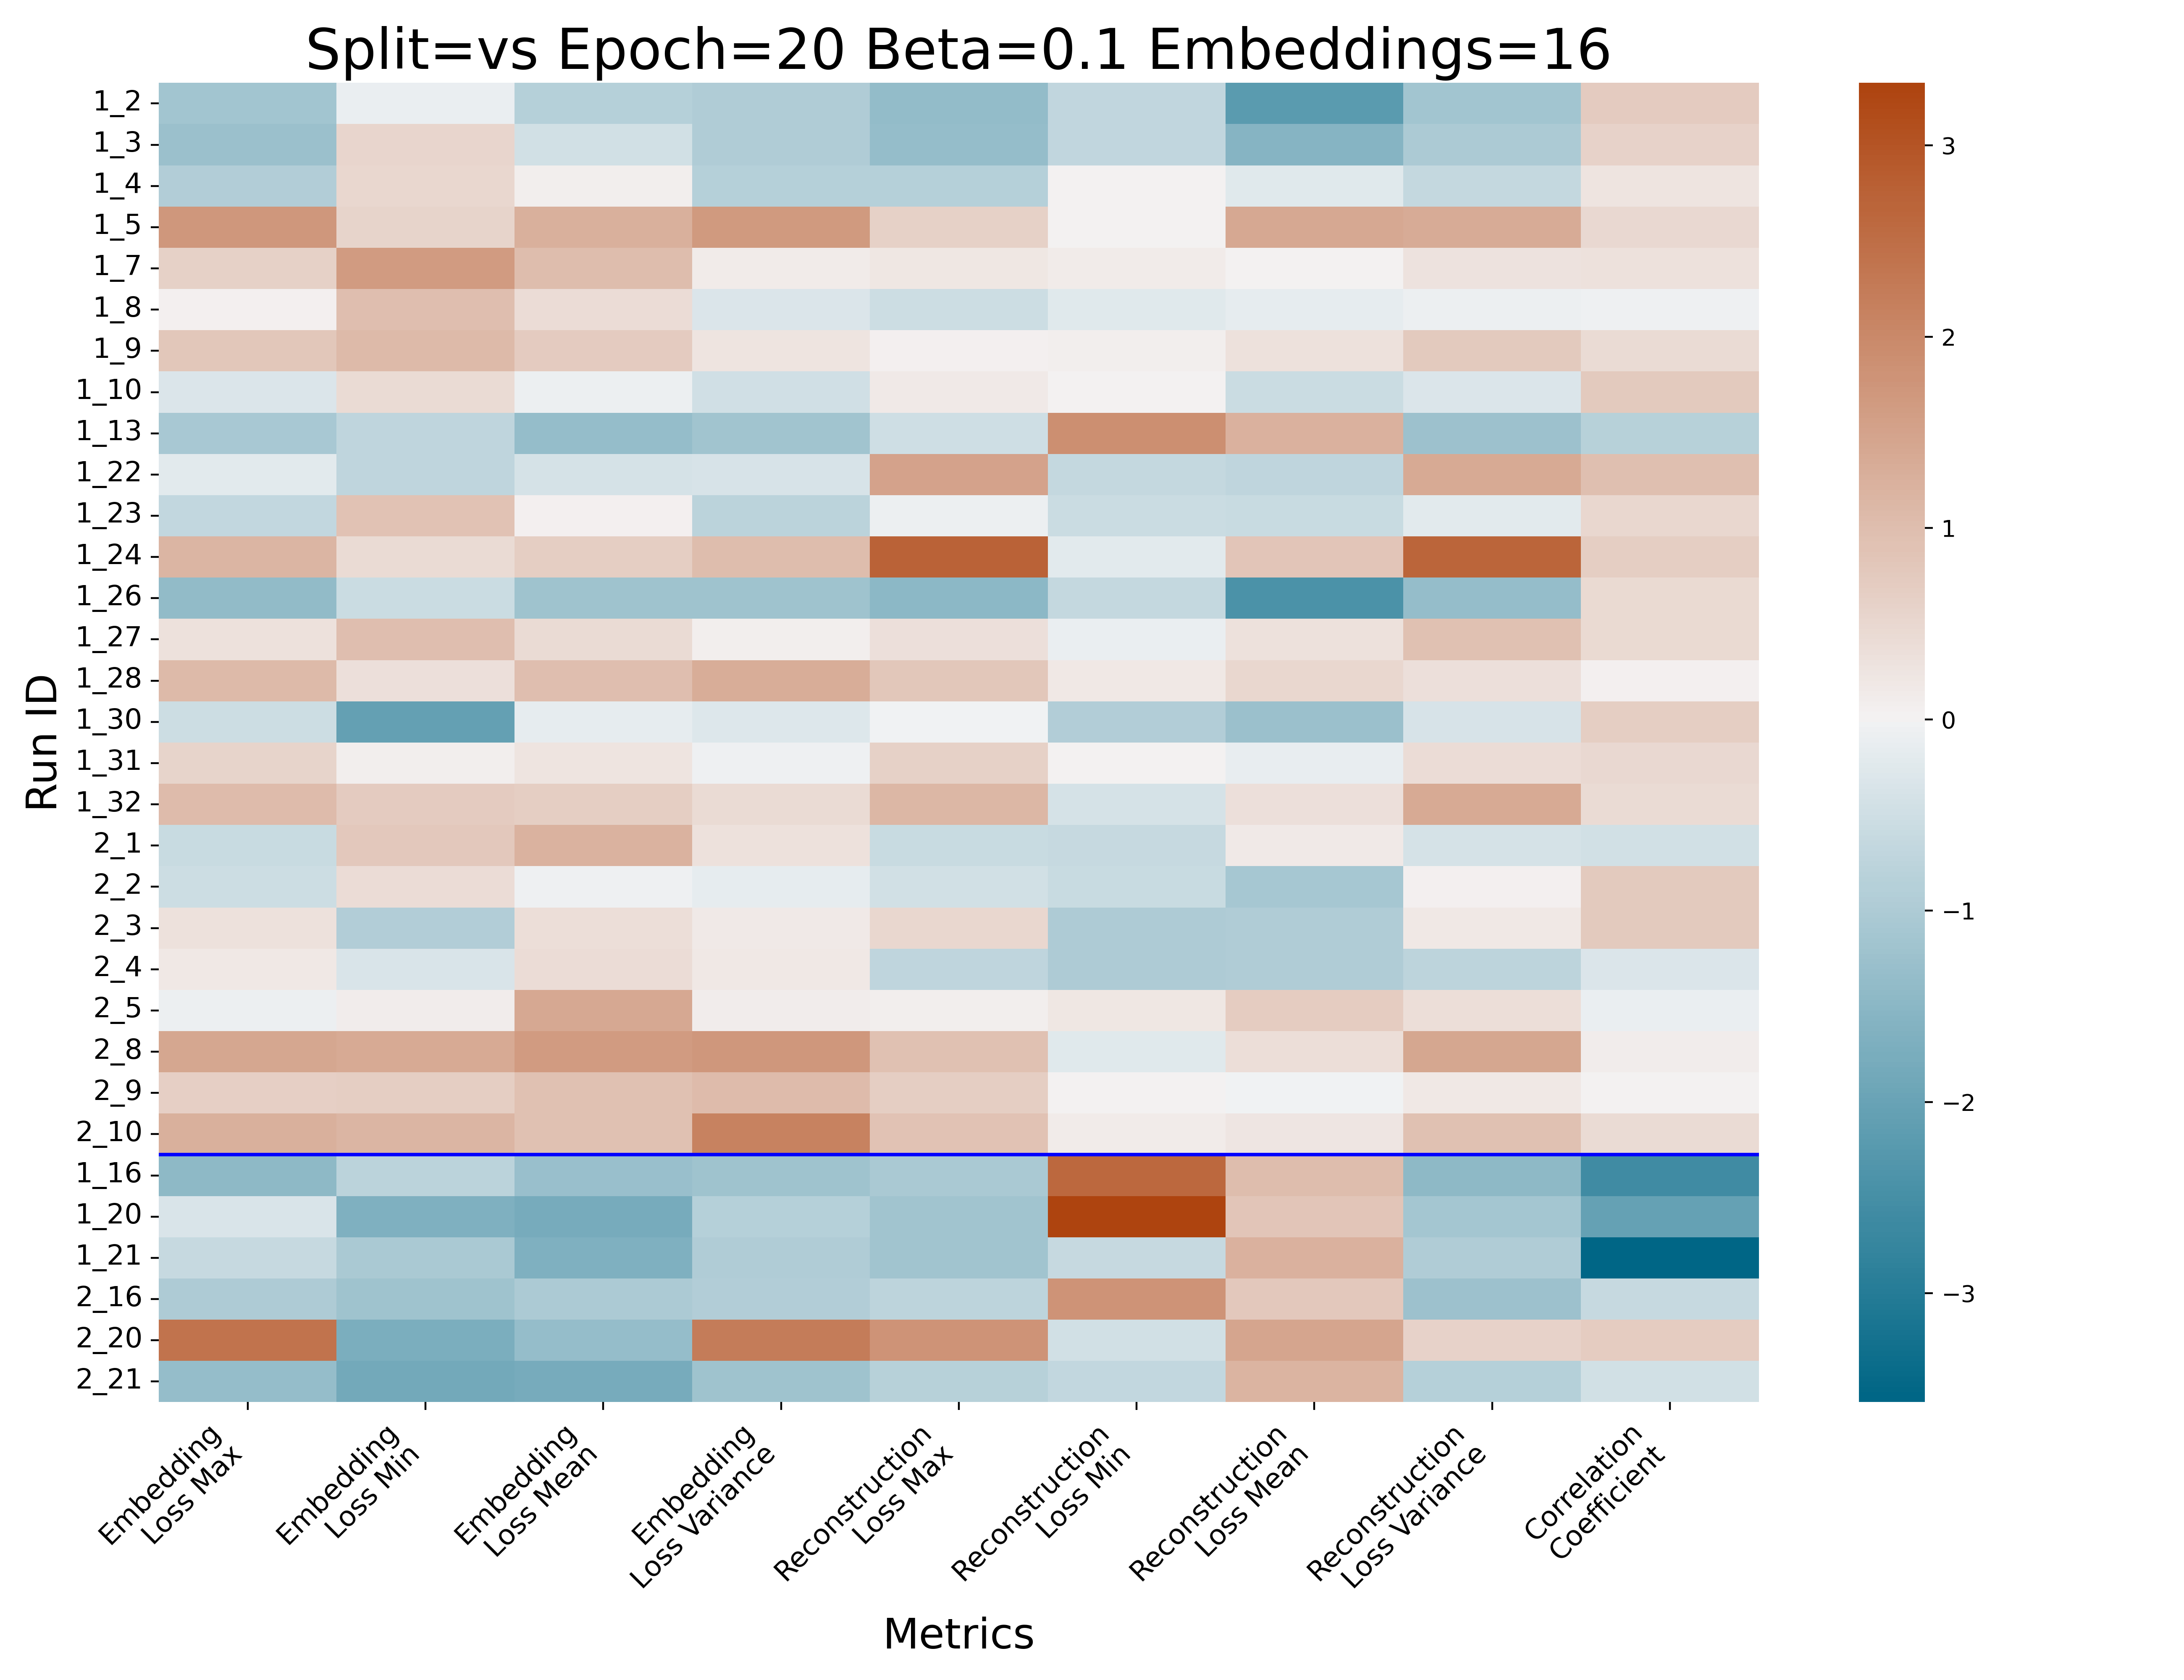 Split=vs Epoch=20 Beta=0.1 Embeddings=16
Run ID
1_2
1_3
1_4
1_5
1_7
1_8
1_9
1_10
1_13
1_22
1_23
1_24
1_26
1_27
1_28
1_30
1_31
1_32
2_1
2_2
2_3
2_4
2_5
2_8
2_9
2_10
1_16
1_20
1_21
2_16
2_20
2_21
Embedding
Loss Max
Embedding
Loss Min
Embedding
Loss Mean
Embedding
Loss Variance
Reconstruction
Loss Max
Reconstruction
Loss Min
Reconstruction
Loss Mean
Reconstruction
Loss Variance
Correlation
Coefficient
Metrics
3
2
1
0
−1
−2
−3